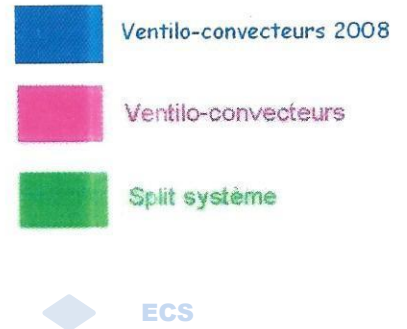 Ventilo-convecteurs 2008
Ventilo-convecteurs
Split système
ECS